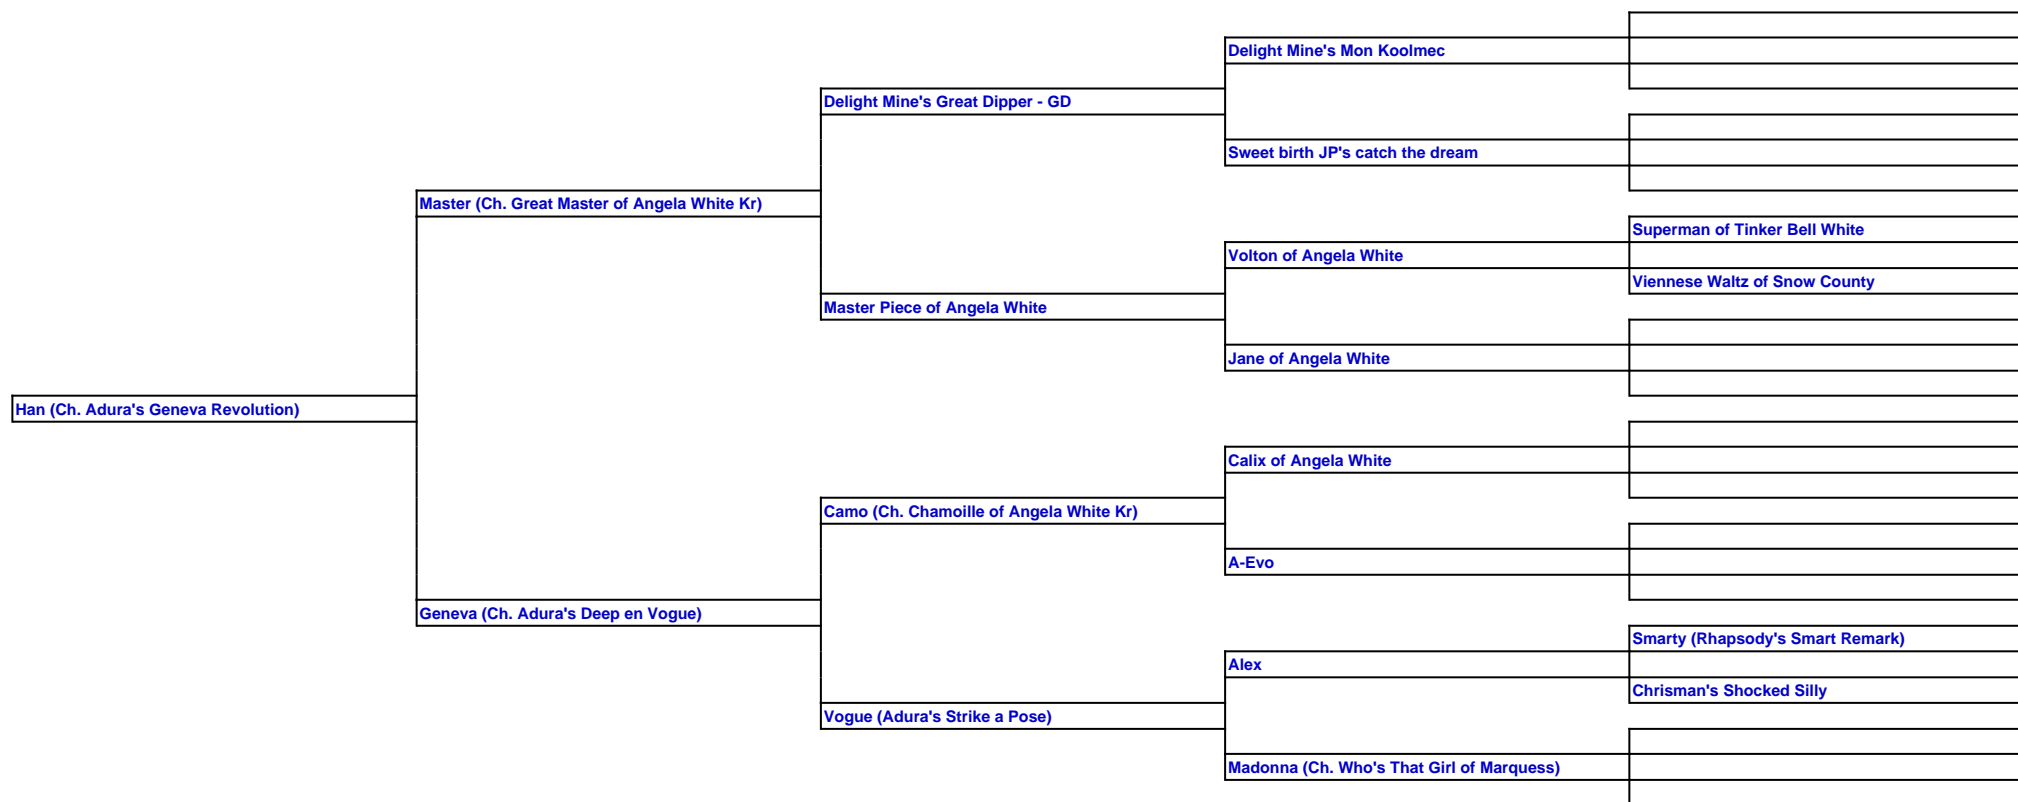 Delight Mine's Mon Koolmec
Delight Mine's Great Dipper - GD
Sweet birth JP's catch the dream
Master (Ch. Great Master of Angela White Kr)
Superman of Tinker Bell White
Volton of Angela White
Viennese Waltz of Snow County
Master Piece of Angela White
Jane of Angela White
Han (Ch. Adura's Geneva Revolution)
Calix of Angela White
Camo (Ch. Chamoille of Angela White Kr)
A-Evo
Geneva (Ch. Adura's Deep en Vogue)
Smarty (Rhapsody's Smart Remark)
Alex
Chrisman's Shocked Silly
Vogue (Adura's Strike a Pose)
Madonna (Ch. Who's That Girl of Marquess)